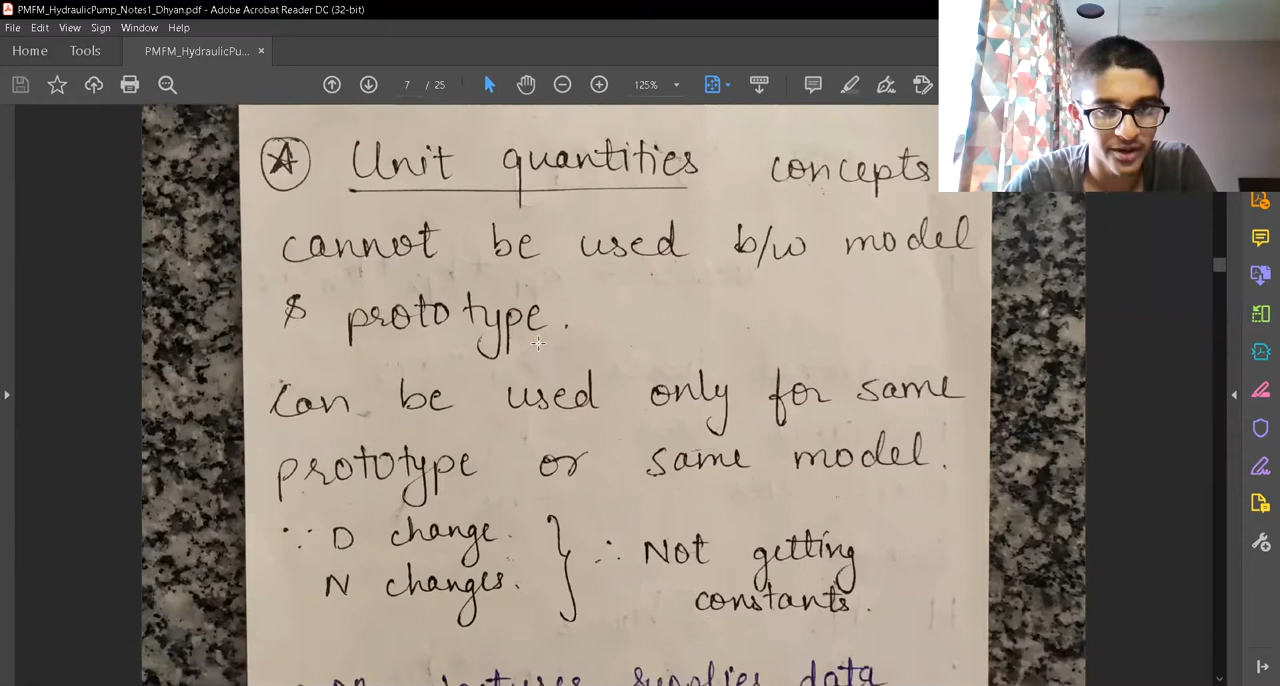 PMFM_HydraulicPump_Notes1_Dhyan.pdf - Adobe Acrobat Reader DC (32-bit)
File Edit View Sign Window Help
Home Tools PMFM_HydraulicPu... ×
7 / 25 125%
Unit quantities concepts
cannot be used b/w model
& prototype.
Can be used only for same
prototype or same model.
∵ D change.
N changes.
∴ Not getting
constants.
supplies data